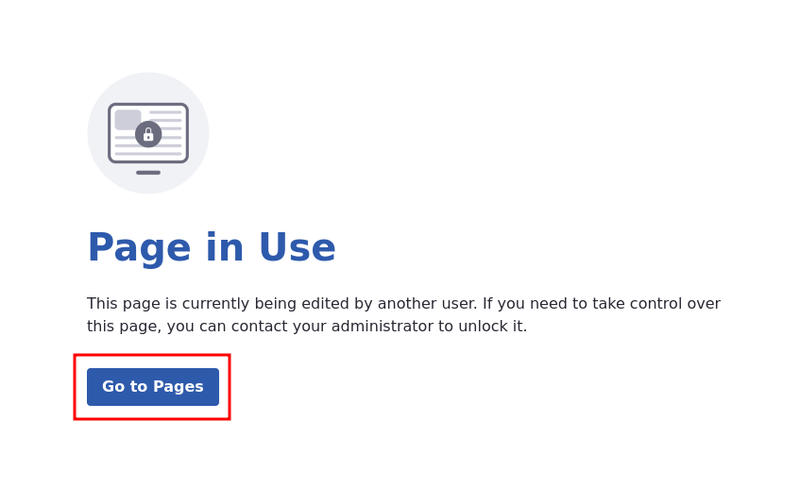 Page in Use
This page is currently being edited by another user. If you need to take control over
this page, you can contact your administrator to unlock it.
Go to Pages